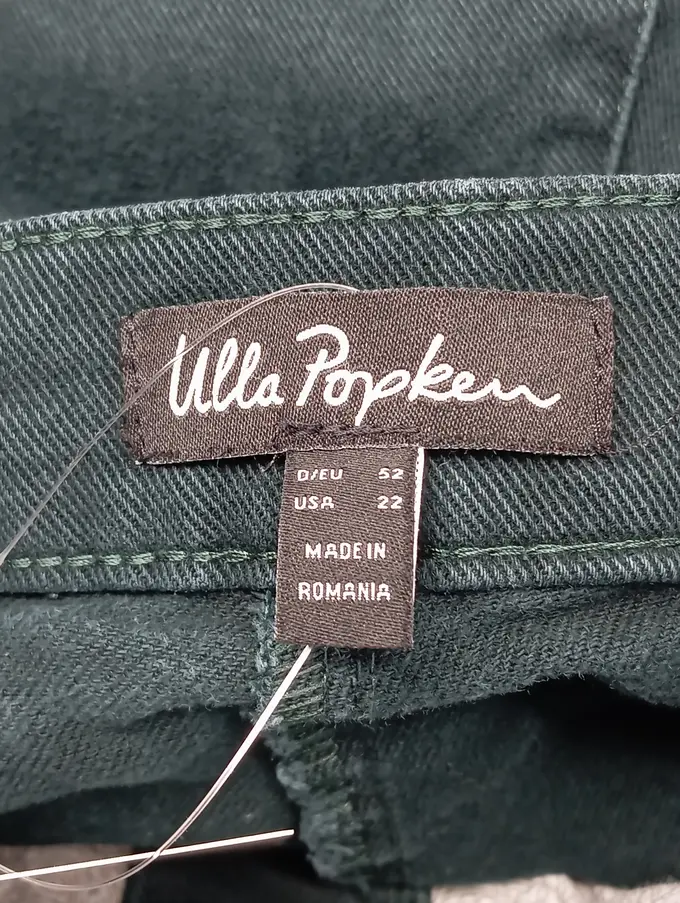 Ulla Popken
D/EU 52
USA 22
MADE IN
ROMANIA